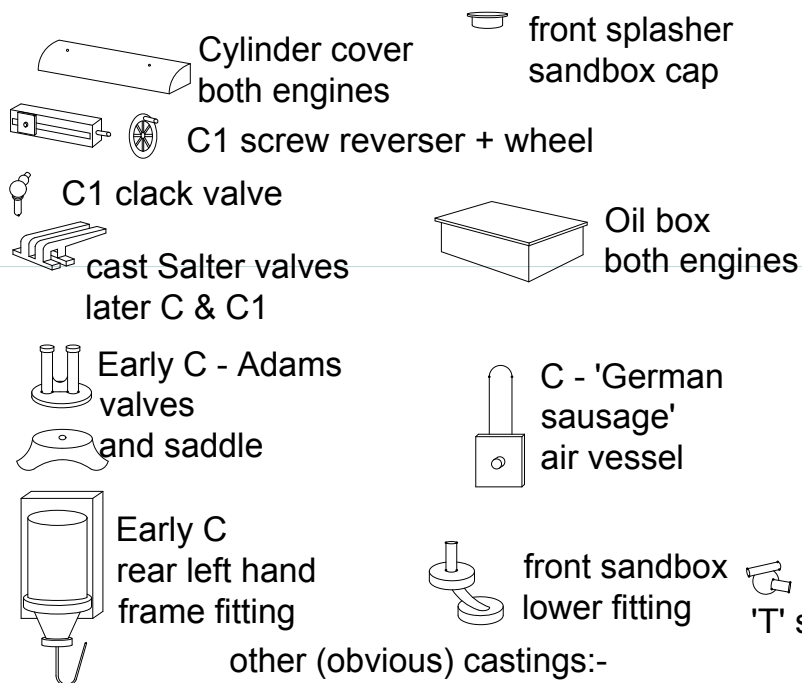 Cylinder cover
both engines
front splasher
sandbox cap
C1 screw reverser + wheel
C1 clack valve
Oil box
both engines
cast Salter valves
later C & C1
Early C - Adams
valves
and saddle
C - 'German
sausage'
air vessel
Early C
rear left hand
frame fitting
front sandbox
lower fitting
'T' s
other (obvious) castings:-